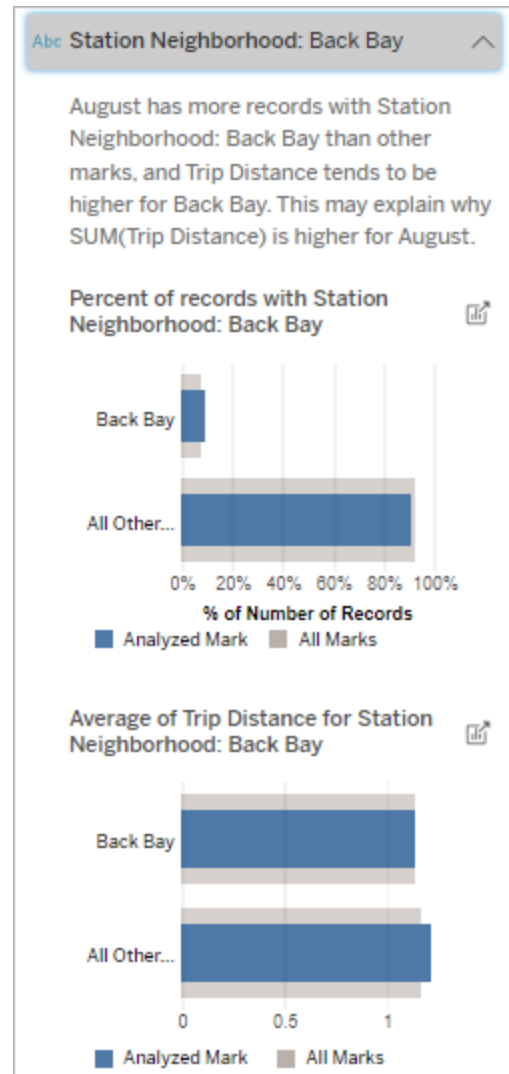 Abc Station Neighborhood: Back Bay
August has more records with Station
Neighborhood: Back Bay than other
marks, and Trip Distance tends to be
higher for Back Bay. This may explain why
SUM(Trip Distance) is higher for August.
Percent of records with Station
Neighborhood: Back Bay
Back Bay
All Other...
0% 20% 40% 60% 80% 100%
% of Number of Records
Analyzed Mark All Marks
Average of Trip Distance for Station
Neighborhood: Back Bay
Back Bay
All Other...
0 0.5 1
Analyzed Mark All Marks